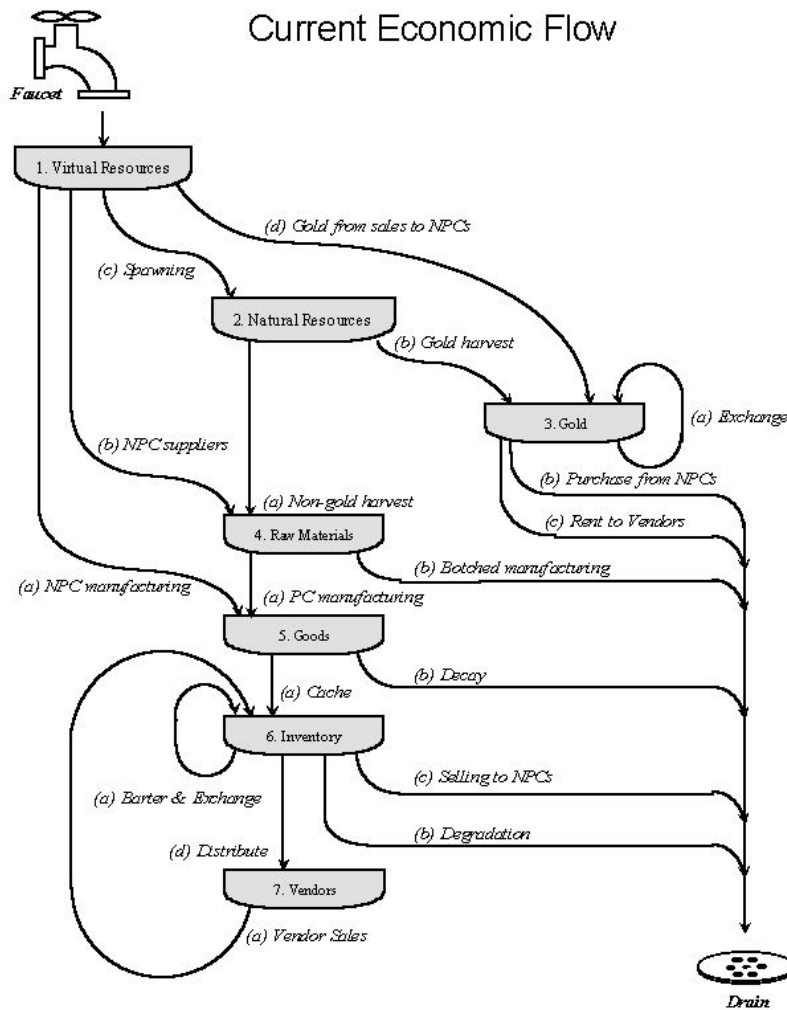 Current Economic Flow
Faucet
1. Virtual Resources
(d) Gold from sales to NPCs
(c) Spawning
2. Natural Resources
(b) Gold harvest
3. Gold
(a) Exchange
(b) NPC suppliers
(b) Purchase from NPCs
(a) Non-gold harvest
(c) Rent to Vendors
4. Raw Materials
(a) NPC manufacturing
(a) PC manufacturing
(b) Botched manufacturing
5. Goods
(a) Cache
(b) Decay
6. Inventory
(a) Barter & Exchange
(c) Selling to NPCs
(b) Degradation
(d) Distribute
7. Vendors
(a) Vendor Sales
Drain